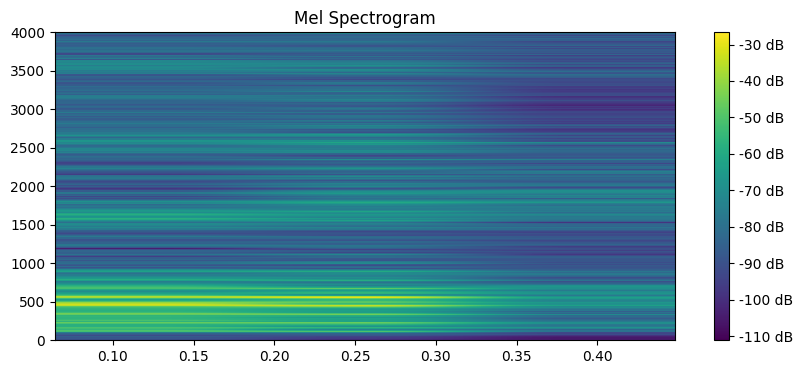 Mel Spectrogram
4000
3500
3000
2500
2000
1500
1000
500
0
0.10 0.15 0.20 0.25 0.30 0.35 0.40
-30 dB
-40 dB
-50 dB
-60 dB
-70 dB
-80 dB
-90 dB
-100 dB
-110 dB